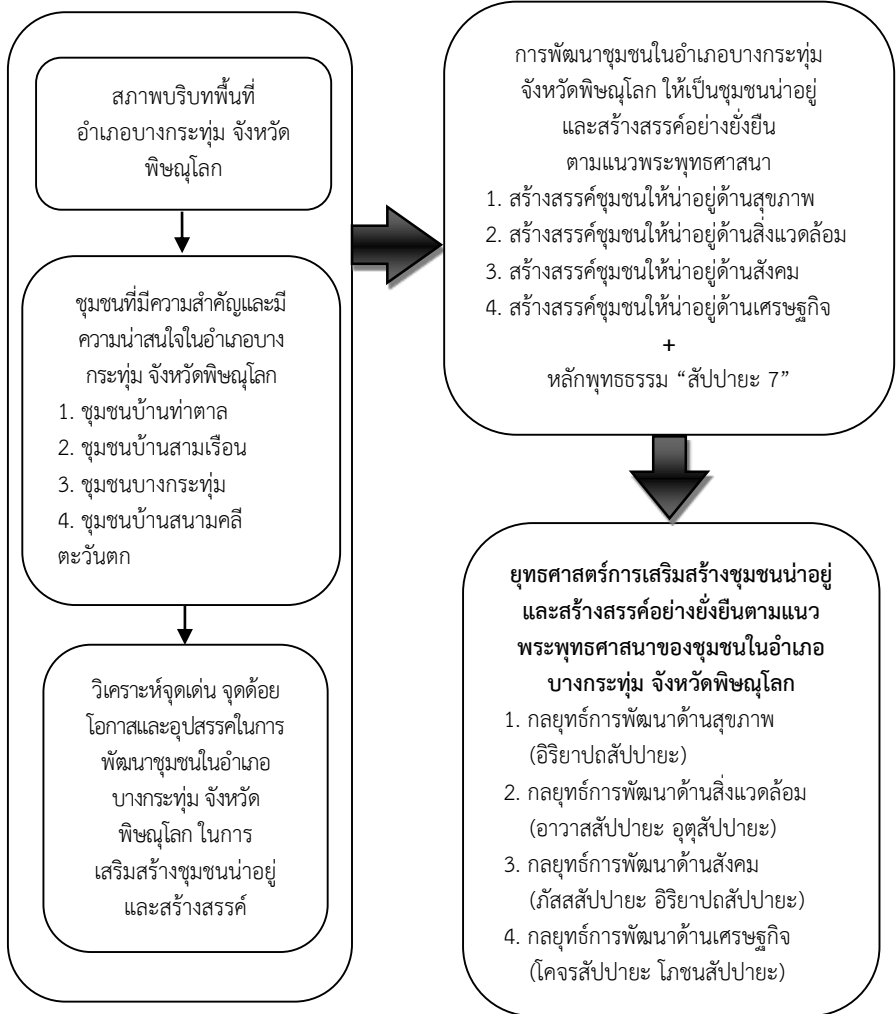 สภาพบริบทพื้นที่
อำเภอบางกระทุ่ม จังหวัด
พิษณุโลก
ชุมชนที่มีความสำคัญและมี
ความน่าสนใจในอำเภอบาง
กระทุ่ม จังหวัดพิษณุโลก
1. ชุมชนบ้านท่าตาล
2. ชุมชนบ้านสามเรือน
3. ชุมชนบางกระทุ่ม
4. ชุมชนบ้านสนามคลี
ตะวันตก
วิเคราะห์จุดเด่น จุดด้อย
โอกาสและอุปสรรคในการ
พัฒนาชุมชนในอำเภอ
บางกระทุ่ม จังหวัด
พิษณุโลก ในการ
เสริมสร้างชุมชนน่าอยู่
และสร้างสรรค์
การพัฒนาชุมชนในอำเภอบางกระทุ่ม
จังหวัดพิษณุโลก ให้เป็นชุมชนน่าอยู่
และสร้างสรรค์อย่างยั่งยืน
ตามแนวพระพุทธศาสนา
1. สร้างสรรค์ชุมชนให้น่าอยู่ด้านสุขภาพ
2. สร้างสรรค์ชุมชนให้น่าอยู่ด้านสิ่งแวดล้อม
3. สร้างสรรค์ชุมชนให้น่าอยู่ด้านสังคม
4. สร้างสรรค์ชุมชนให้น่าอยู่ด้านเศรษฐกิจ
+
หลักพุทธธรรม “สัปปายะ 7”
ยุทธศาสตร์การเสริมสร้างชุมชนน่าอยู่
และสร้างสรรค์อย่างยั่งยืนตามแนว
พระพุทธศาสนาของชุมชนในอำเภอ
บางกระทุ่ม จังหวัดพิษณุโลก
1. กลยุทธ์การพัฒนาด้านสุขภาพ
(อิริยาปถสัปปายะ)
2. กลยุทธ์การพัฒนาด้านสิ่งแวดล้อม
(อาวาสสัปปายะ อุตุสัปปายะ)
3. กลยุทธ์การพัฒนาด้านสังคม
(ภัสสสัปปายะ อิริยาปถสัปปายะ)
4. กลยุทธ์การพัฒนาด้านเศรษฐกิจ
(โคจรสัปปายะ โภชนสัปปายะ)